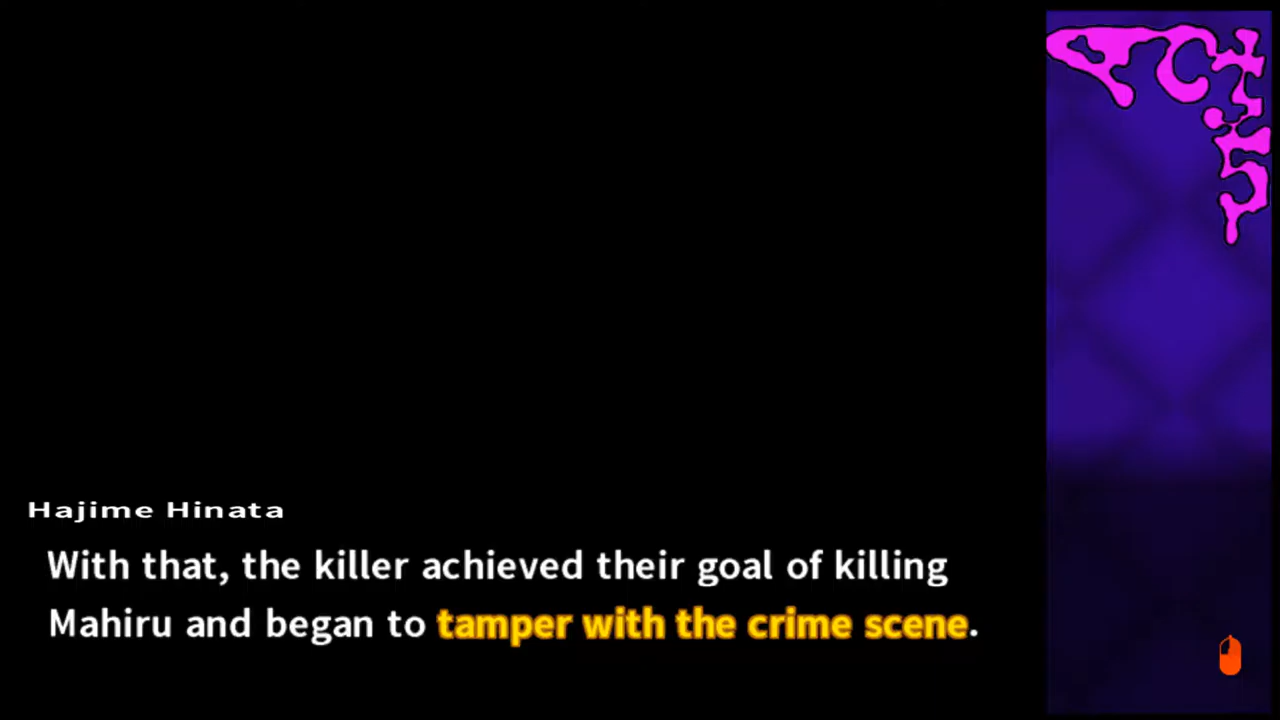 Act.5
Hajime Hinata
With that, the killer achieved their goal of killing
Mahiru and began to tamper with the crime scene.